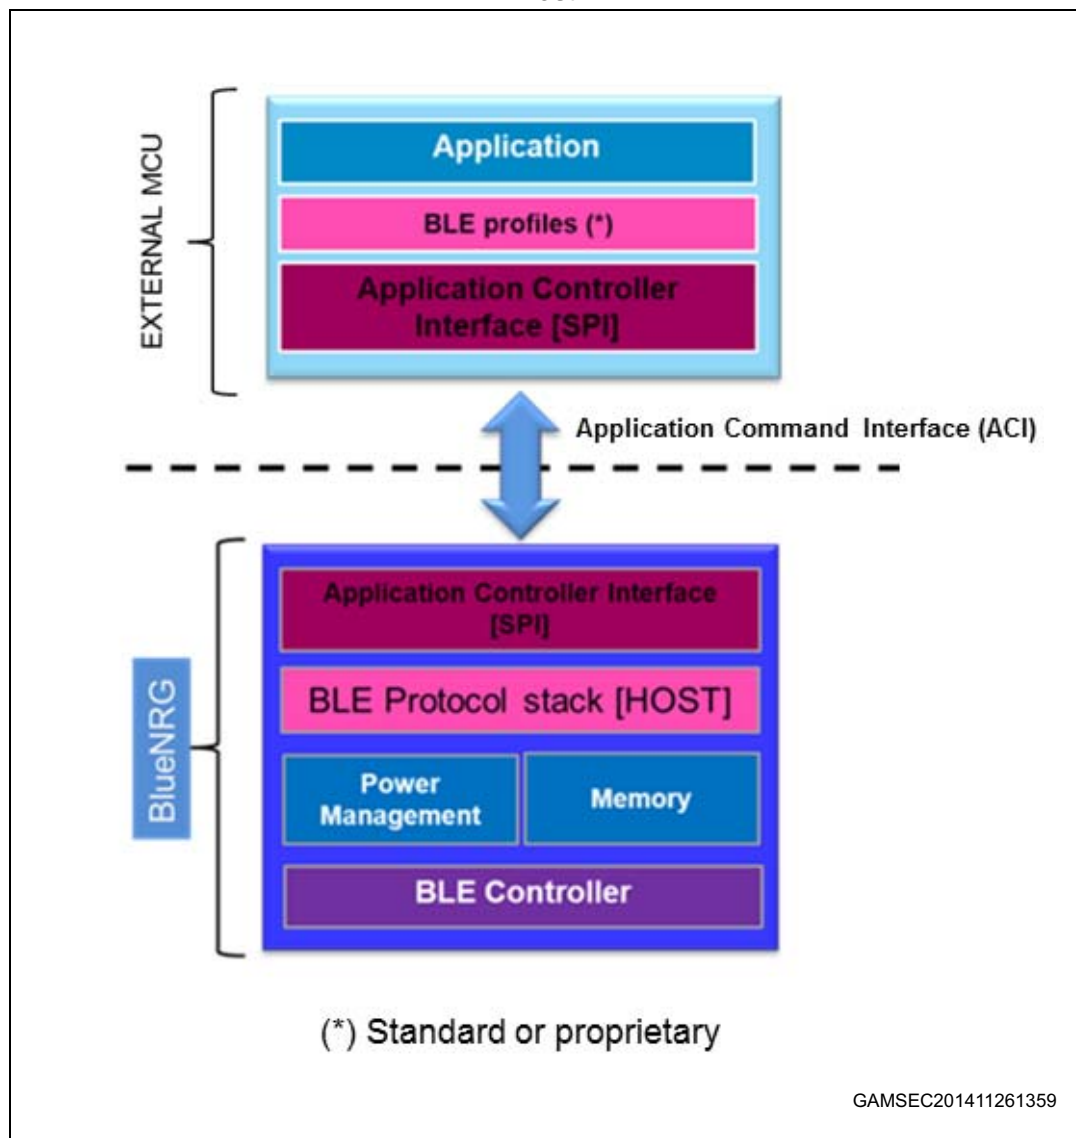 EXTERNAL MCU
Application
BLE profiles (*)
Application Controller
Interface [SPI]
Application Command Interface (ACI)
BlueNRG
Application Controller Interface
[SPI]
BLE Protocol stack [HOST]
Power
Management
Memory
BLE Controller
(*) Standard or proprietary
GAMSEC201411261359